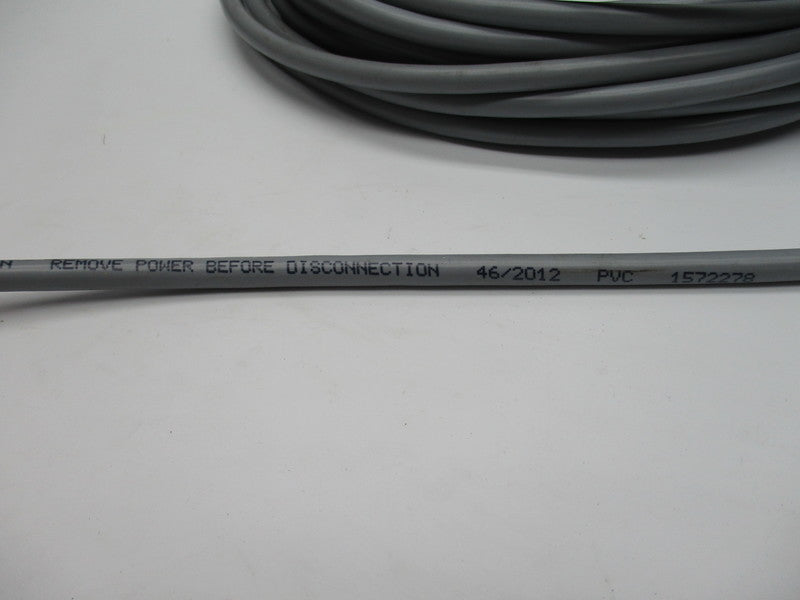 N REMOVE POWER BEFORE DISCONNECTION 46/2012 PVC 1572278